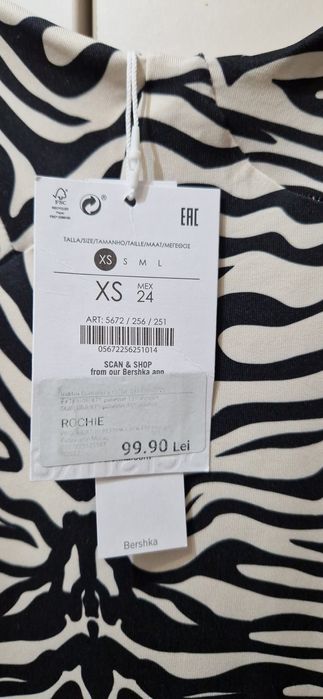 FSC
EAC
TALLA/SIZE/TAMANHO/TAILLE/MAAT/ΜΕΓΕΘΟΣ
XS S M L
XS MEX 24
ART: 5672 / 256 / 251
05672256251014
SCAN & SHOP
from our Bershka app
ROCHIE
99.90 Lei
Bershka